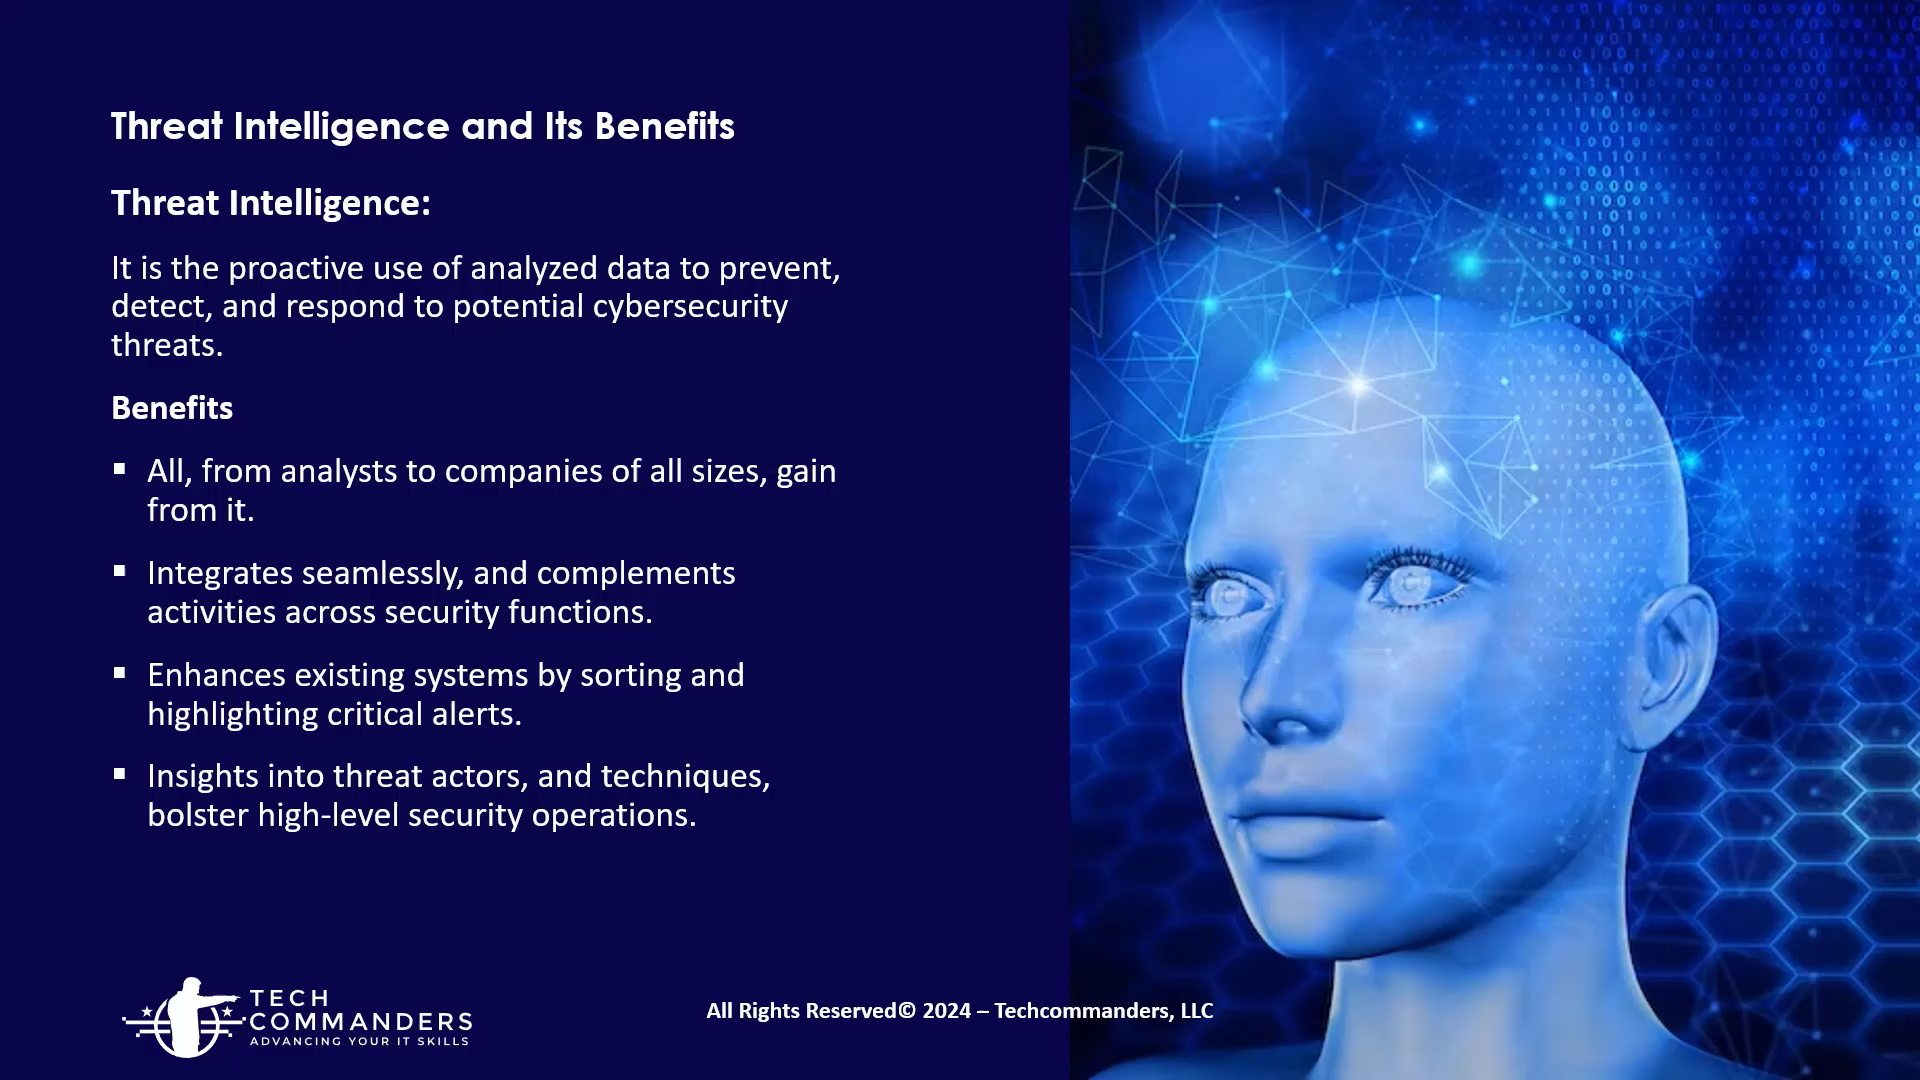 Threat Intelligence and Its Benefits
Threat Intelligence:
It is the proactive use of analyzed data to prevent,
detect, and respond to potential cybersecurity
threats.
Benefits
▪ All, from analysts to companies of all sizes, gain
from it.
▪ Integrates seamlessly, and complements
activities across security functions.
▪ Enhances existing systems by sorting and
highlighting critical alerts.
▪ Insights into threat actors, and techniques,
bolster high-level security operations.
TECH
COMMANDERS
ADVANCING YOUR IT SKILLS
All Rights Reserved© 2024 – Techcommanders, LLC